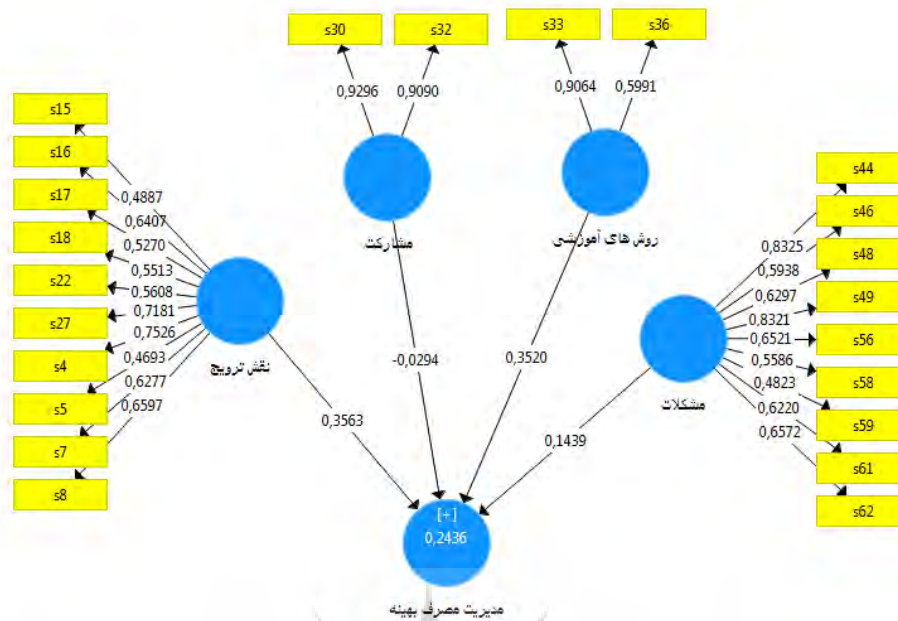 s30
s32
s33
s36
0,9296
0,9090
0,9064
0,5991
s15
s16
s17
s18
s22
s27
s4
s5
s7
s8
0,4887
0,6407
0,5270
0,5513
0,5608
0,7181
0,7526
0,4693
0,6277
0,6597
نقش ترویج
مشارکت
روش های آموزشی
s44
s46
s48
s49
s56
s58
s59
s61
s62
0,8325
0,5938
0,6297
0,8321
0,6521
0,5586
0,4823
0,6220
0,6572
مشکلات
0,3563
-0,0294
0,3520
0,1439
[+]
0,2436
مدیریت مصرف بهینه